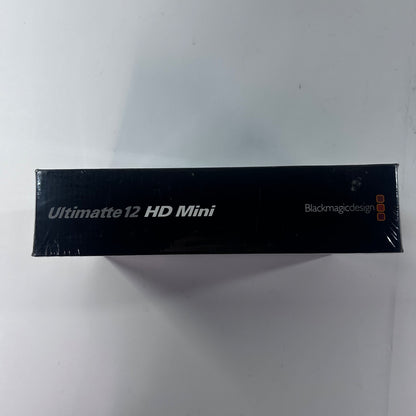 Ultimatte 12 HD Mini
Blackmagicdesign